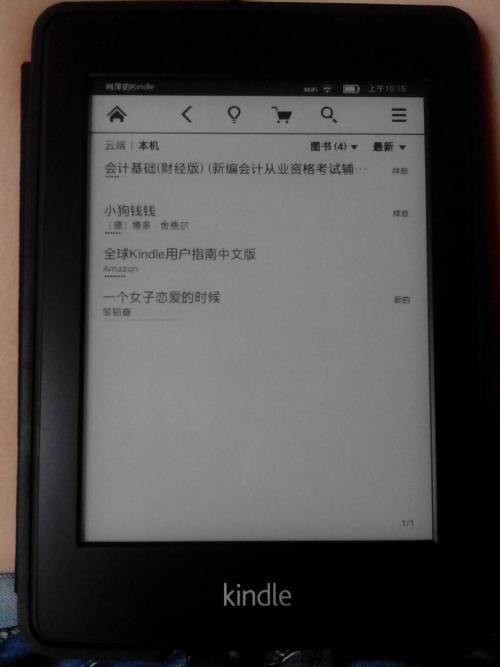 肖萍的Kindle WiFi 上午10:15
云端 | 本机 图书 (4) 最新
会计基础(财经版) (新编会计从业资格考试辅… 样章
小狗钱钱 样章
〔德〕博多·舍费尔
全球Kindle用户指南中文版
Amazon
一个女子恋爱的时候 新的
邹韬奋
1/1
kindle